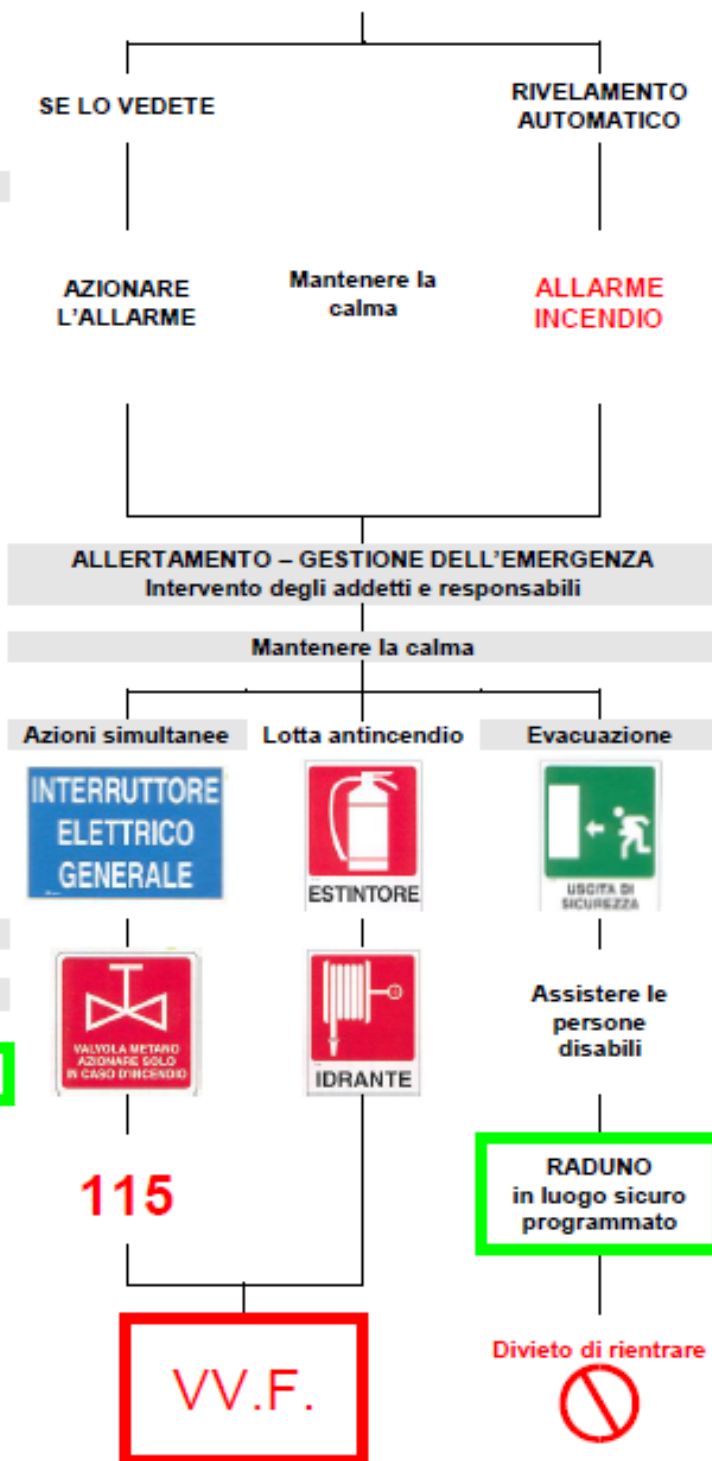 SE LO VEDETE
RIVELAMENTO
AUTOMATICO
AZIONARE
L'ALLARME
Mantenere la
calma
ALLARME
INCENDIO
ALLERTAMENTO – GESTIONE DELL'EMERGENZA
Intervento degli addetti e responsabili
Mantenere la calma
Azioni simultanee
Lotta antincendio
Evacuazione
INTERRUTTORE
ELETTRICO
GENERALE
ESTINTORE
USCITA DI
SICUREZZA
VALVOLA METANO
AZIONARE SOLO
IN CASO D'INCENDIO
IDRANTE
Assistere le
persone
disabili
115
RADUNO
in luogo sicuro
programmato
VV.F.
Divieto di rientrare